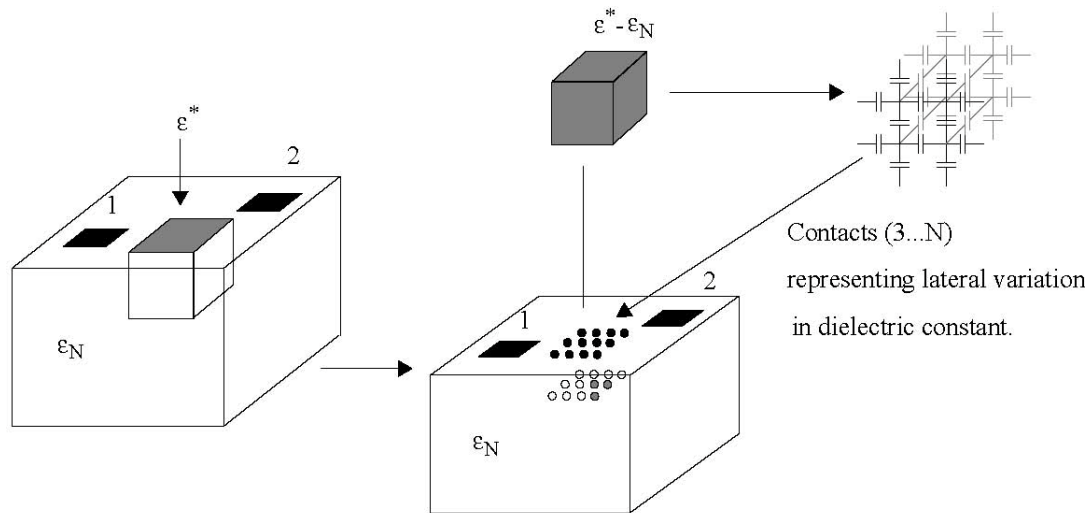 ε*-εN
ε*
2
1
Contacts (3...N)
representing lateral variation
in dielectric constant.
2
1
εN
εN